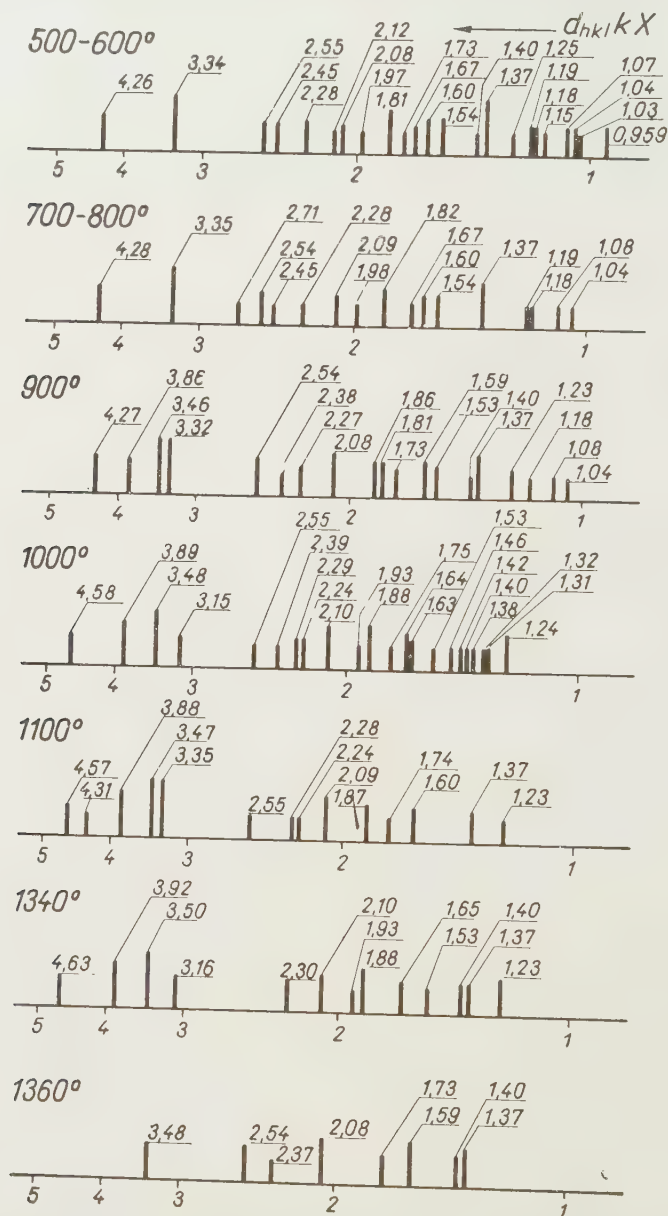 d hkl kX
500-600°
4,26 3,34 2,55 2,45 2,28 2,12 2,08 1,97 1,81 1,73 1,67 1,60 1,54 1,40 1,37 1,25 1,19 1,18 1,15 1,07 1,04 1,03 0,959
5 4 3 2 1
700-800°
4,28 3,35 2,71 2,54 2,45 2,28 2,09 1,98 1,82 1,67 1,60 1,54 1,37 1,19 1,18 1,08 1,04
5 4 3 2 1
900°
4,27 3,86 3,46 3,32 2,54 2,38 2,27 2,08 1,86 1,81 1,73 1,59 1,53 1,40 1,37 1,23 1,18 1,08 1,04
5 4 3 2 1
1000°
4,58 3,89 3,48 3,15 2,55 2,39 2,29 2,24 2,10 1,93 1,88 1,75 1,64 1,63 1,53 1,46 1,42 1,40 1,38 1,32 1,31 1,24
5 4 3 2 1
1100°
4,57 4,31 3,88 3,47 3,35 2,55 2,28 2,24 2,09 1,87 1,74 1,60 1,37 1,23
5 4 3 2 1
1340°
4,63 3,92 3,50 3,16 2,30 2,10 1,93 1,88 1,65 1,53 1,40 1,37 1,23
5 4 3 2 1
1360°
3,48 2,54 2,37 2,08 1,73 1,59 1,40 1,37
5 4 3 2 1